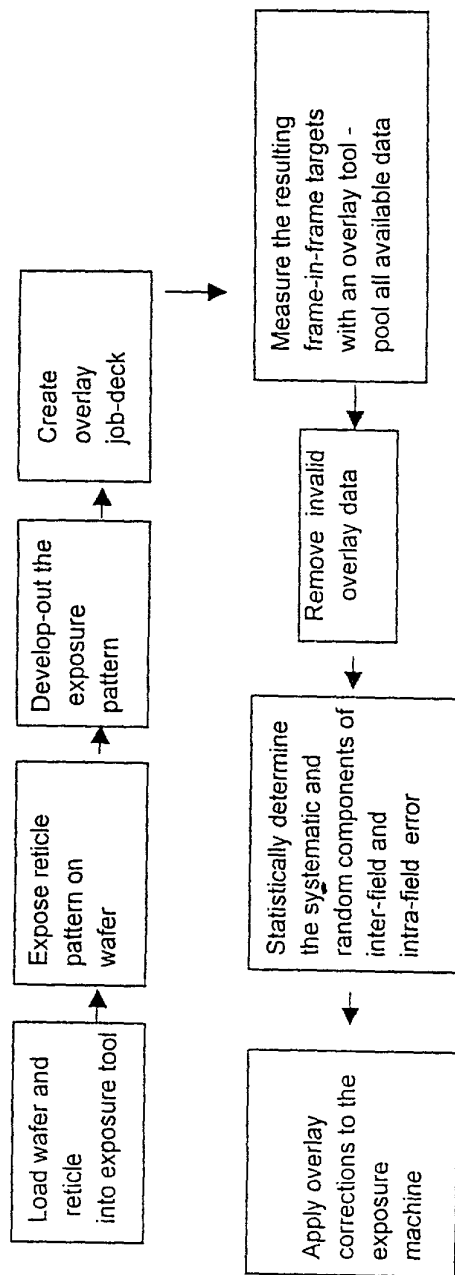 Load wafer and
reticle
into exposure tool
Expose reticle
pattern on
wafer
Develop-out the
exposure
pattern
Create
overlay
job-deck
Measure the resulting
frame-in-frame targets
with an overlay tool -
pool all available data
Remove invalid
overlay data
Statistically determine
the systematic and
random components of
inter-field and
intra-field error
Apply overlay
corrections to the
exposure
machine